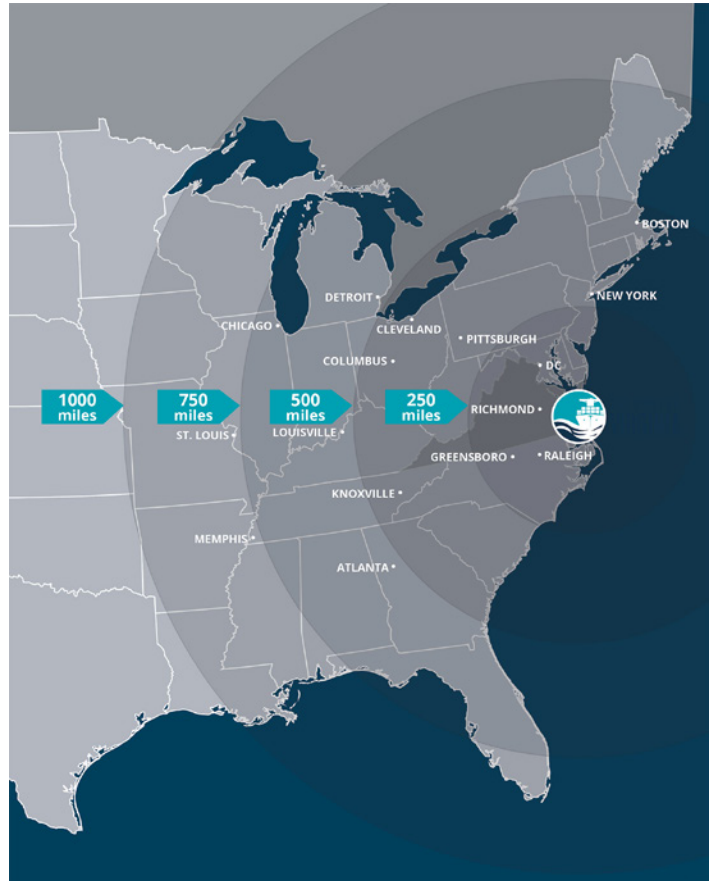 BOSTON
NEW YORK
DETROIT
CHICAGO
CLEVELAND
PITTSBURGH
COLUMBUS
DC
1000
miles
750
miles
500
miles
250
miles
RICHMOND
ST. LOUIS
LOUISVILLE
GREENSBORO
RALEIGH
KNOXVILLE
MEMPHIS
ATLANTA